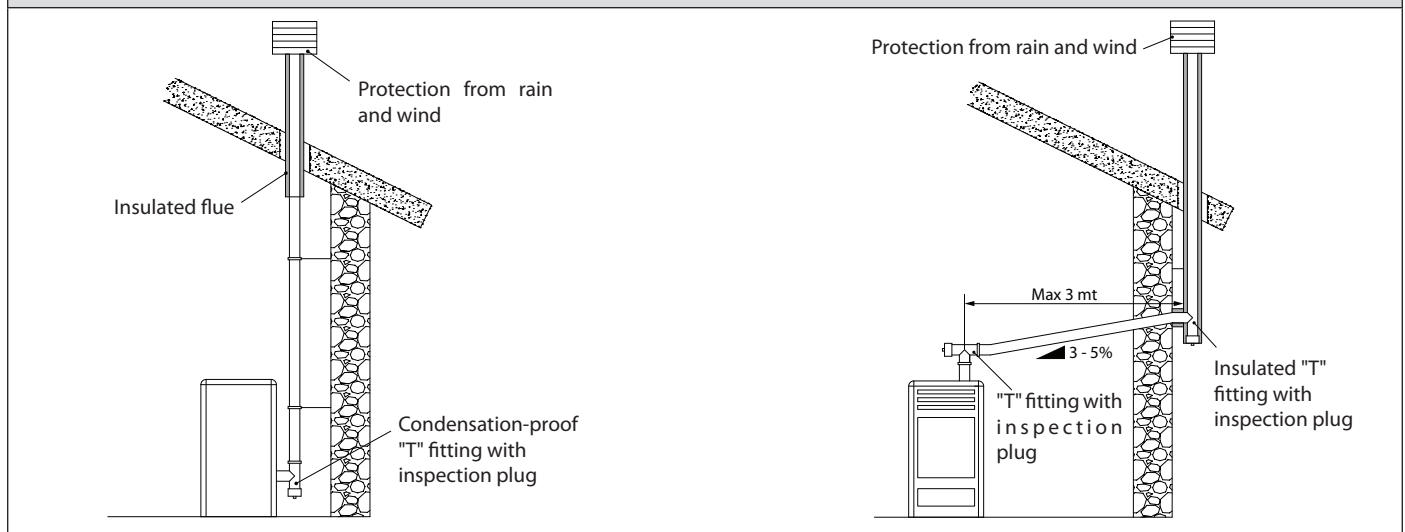 Protection from rain
and wind
Insulated flue
Condensation-proof
"T" fitting with
inspection plug
Protection from rain and wind
Max 3 mt
3 - 5%
"T" fitting with
inspection
plug
Insulated "T"
fitting with
inspection plug